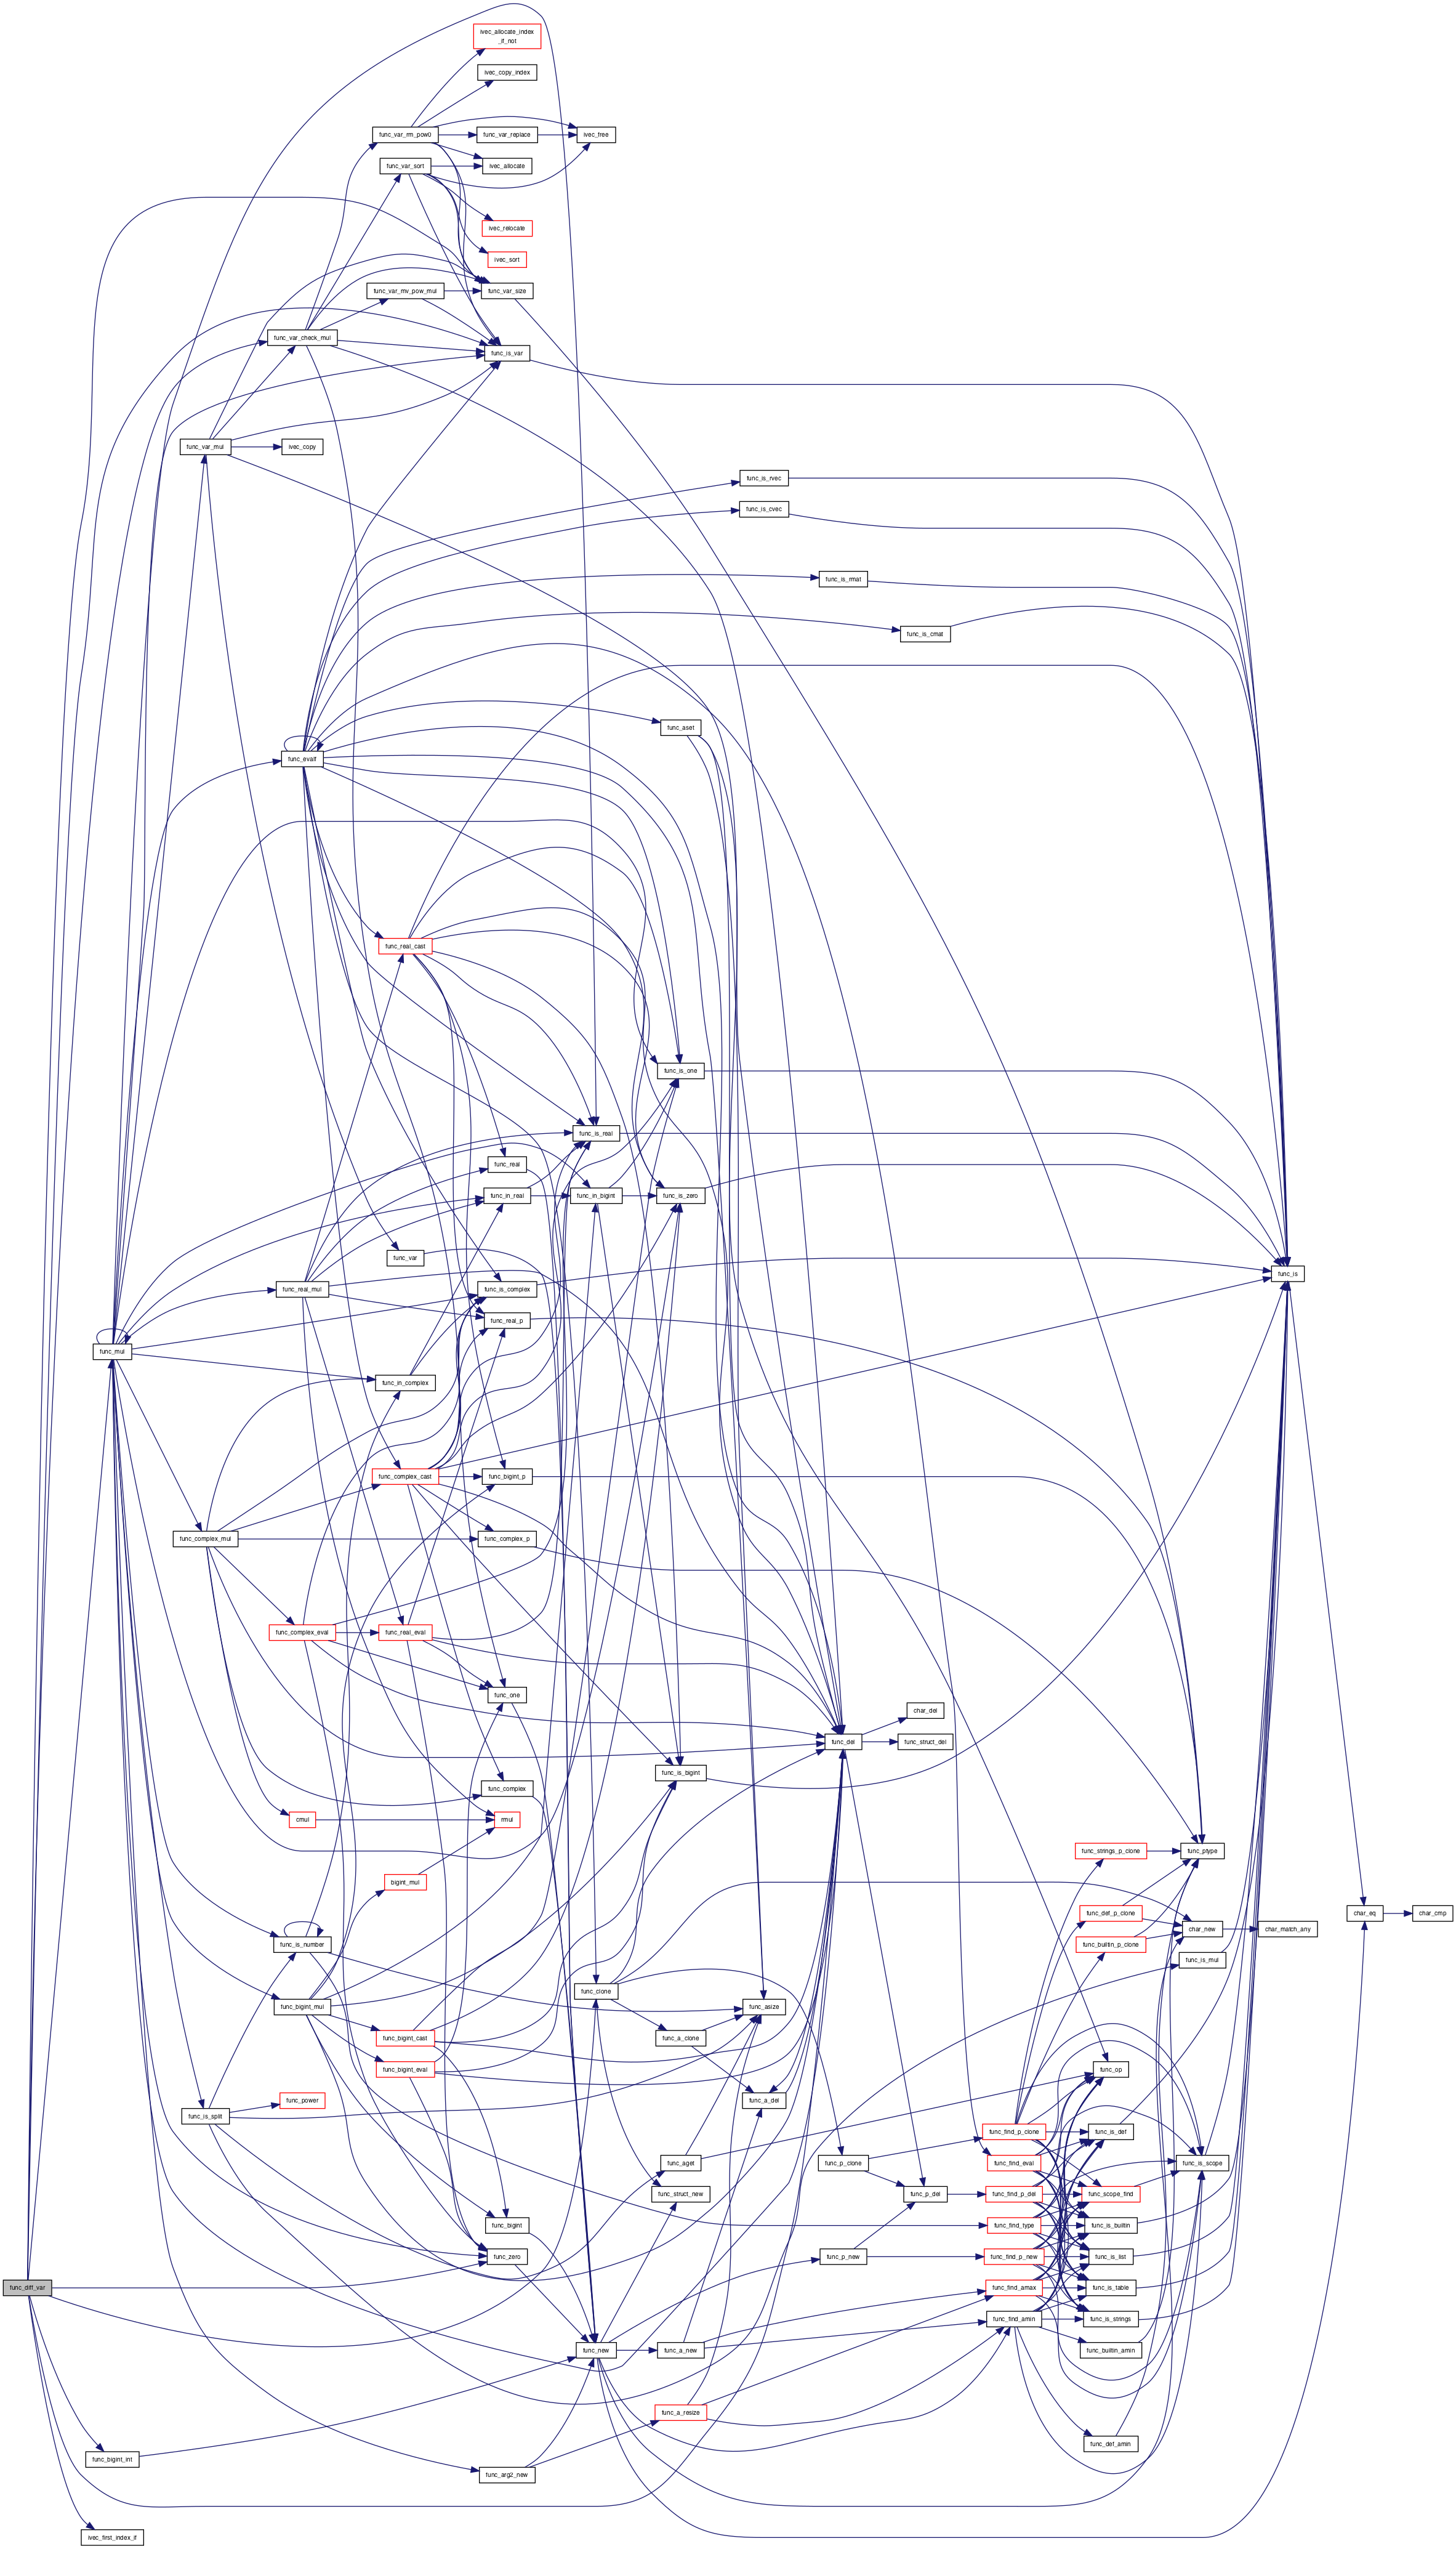 ivec_allocate_index
_if_not
ivec_copy_index
func_var_rm_pow0
func_var_replace
ivec_free
func_var_sort
ivec_allocate
ivec_relocate
ivec_sort
func_var_mv_pow_mul
func_var_size
func_var_check_mul
func_is_var
func_var_mul
ivec_copy
func_is_rvec
func_is_cvec
func_is_rmat
func_is_cmat
func_aset
func_evalf
func_real_cast
func_is_one
func_is_real
func_real
func_in_real
func_in_bigint
func_is_zero
func_var
func_is
func_real_mul
func_is_complex
func_real_p
func_mul
func_in_complex
func_complex_cast
func_bigint_p
func_complex_mul
func_complex_p
func_complex_eval
func_real_eval
func_one
char_del
func_del
func_struct_del
func_is_bigint
func_complex
cmul
rmul
func_strings_p_clone
func_ptype
bigint_mul
func_def_p_clone
char_eq
char_cmp
char_new
char_match_any
func_is_number
func_builtin_p_clone
func_is_mul
func_clone
func_bigint_mul
func_asize
func_bigint_cast
func_a_clone
func_bigint_eval
func_op
func_power
func_a_del
func_is_split
func_find_p_clone
func_is_def
func_aget
func_p_clone
func_find_eval
func_is_scope
func_struct_new
func_p_del
func_find_p_del
func_scope_find
func_bigint
func_find_type
func_is_builtin
func_zero
func_p_new
func_find_p_new
func_is_list
func_diff_var
func_find_amax
func_is_table
func_find_amin
func_is_strings
func_new
func_a_new
func_builtin_amin
func_a_resize
func_def_amin
func_bigint_int
func_arg2_new
ivec_first_index_if